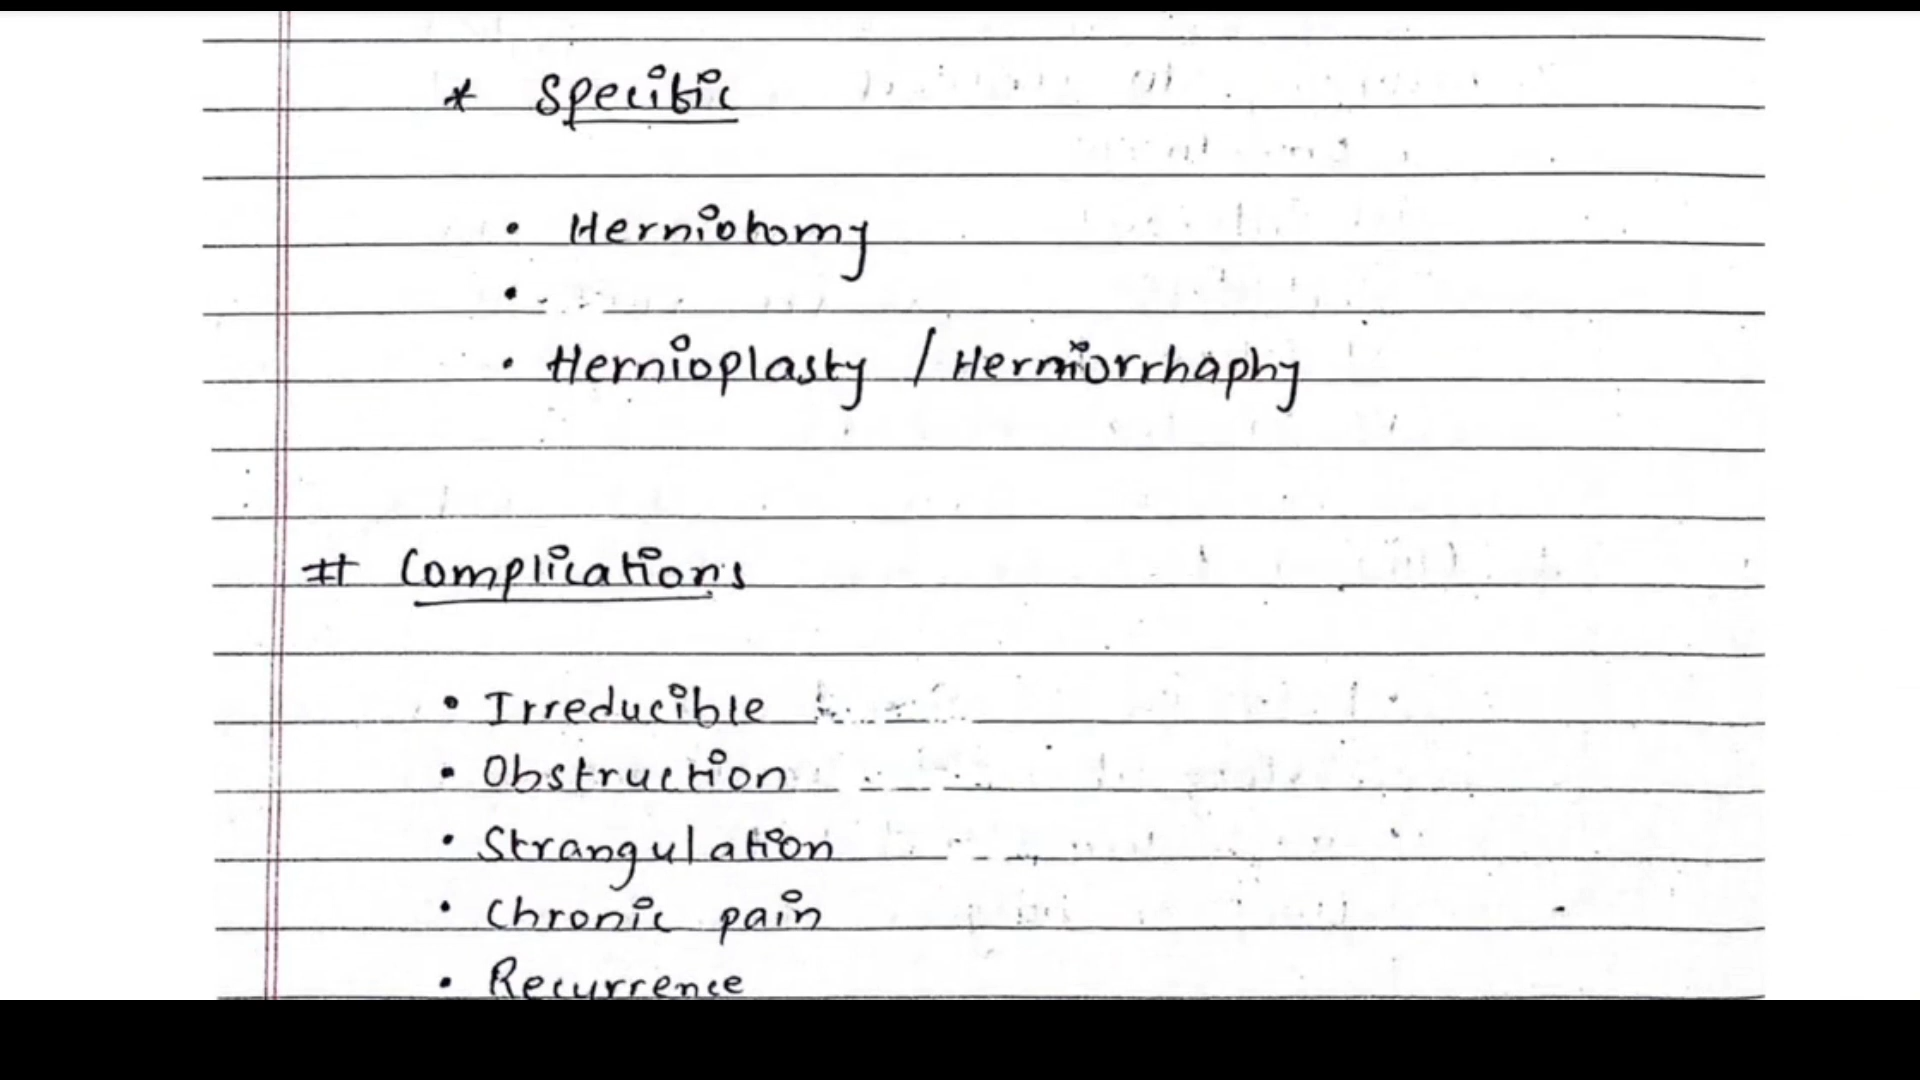 * Specific
• Herniotomy
•
• Hernioplasty / Herniorrhaphy
# Complications
• Irreducible
• Obstruction
• Strangulation
• Chronic pain
• Recurrence